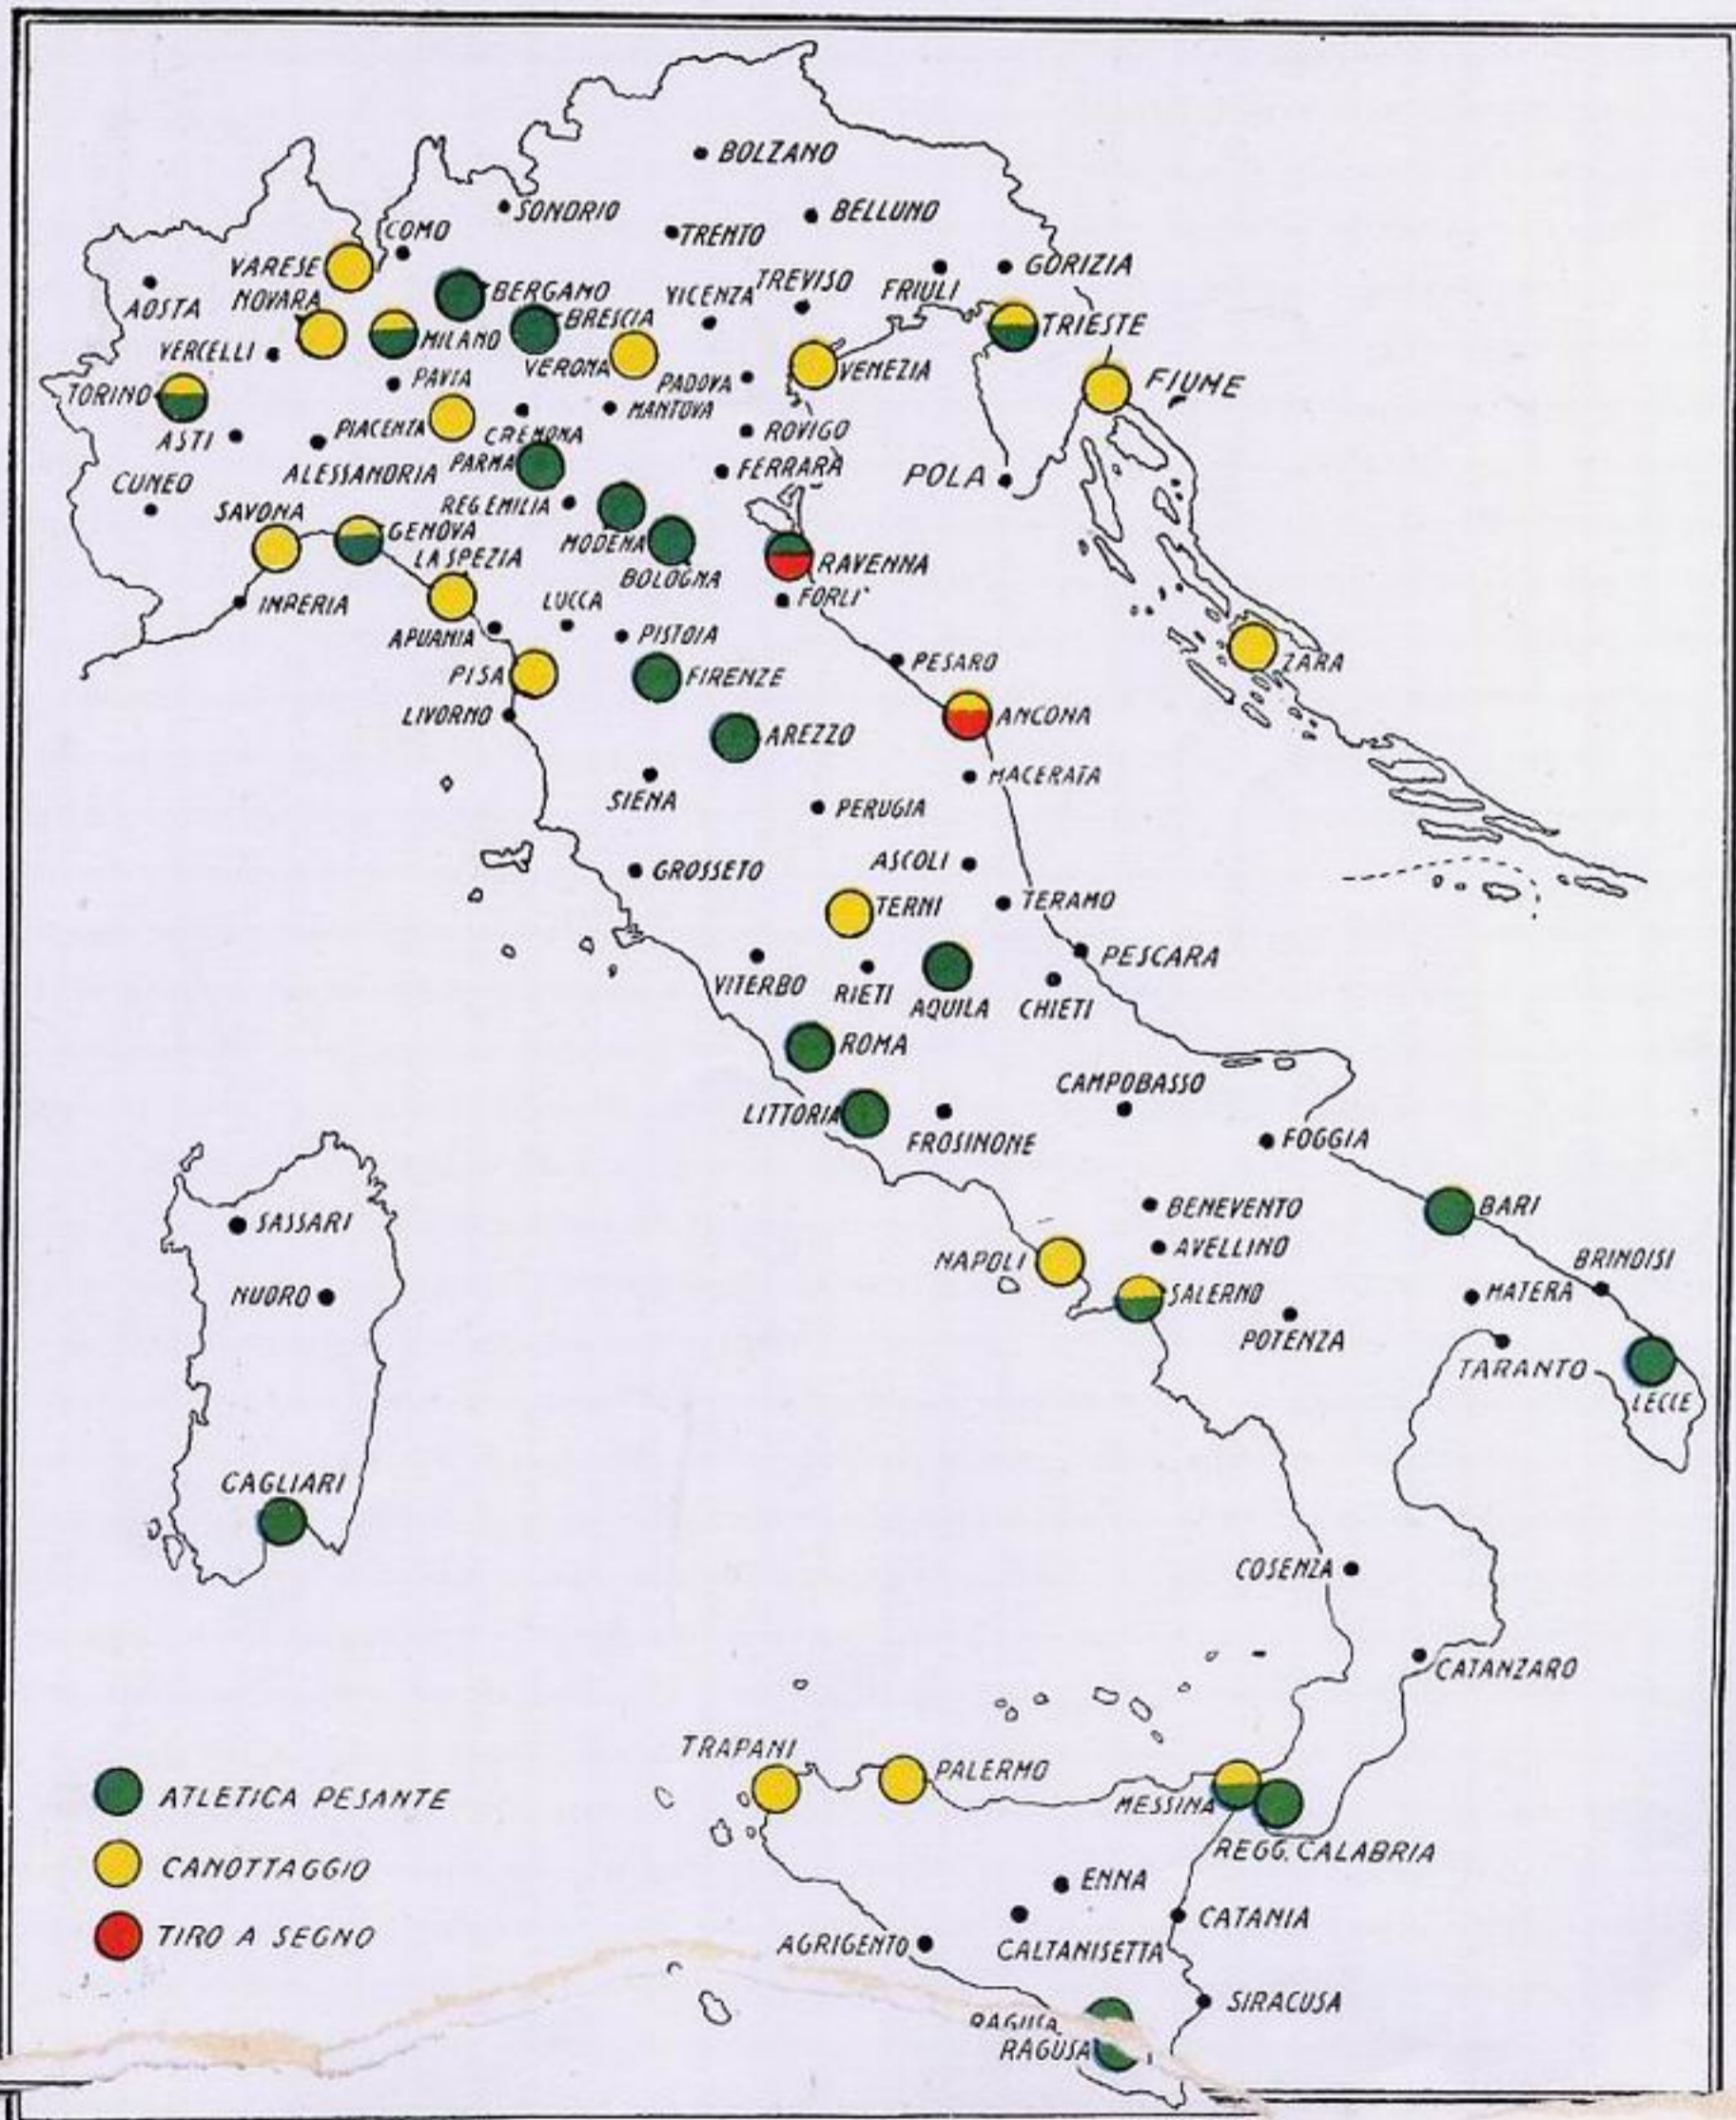 BOLZANO
SONDRIO
BELLUNO
COMO
TRENTO
VARESE
GORIZIA
AOSTA
NOVARA
BERGAMO
VICENZA
TREVISO
FRIULI
MILANO
BRESCIA
TRIESTE
VERCELLI
VERONA
VENEZIA
TORINO
PAVIA
PADOVA
FIUME
ASTI
PIACENTA
CREMONA
MANTOVA
ROVIGO
ALESSANDRIA
PARMA
FERRARA
POLA
CUNEO
REG.EMILIA
SAVONA
GENOVA
MODENA
LA SPEZIA
BOLOGNA
RAVENNA
IMPERIA
LUCCA
FORLI'
APUANIA
PISTOIA
PISA
FIRENZE
PESARO
ZARA
LIVORNO
AREZZO
ANCONA
SIENA
MACERATA
PERUGIA
GROSSETO
ASCOLI
TERNI
TERAMO
VITERBO
RIETI
AQUILA
CHIETI
PESCARA
ROMA
LITTORIA
FROSINONE
CAMPOBASSO
FOGGIA
SASSARI
BENEVENTO
BARI
NUORO
NAPOLI
AVELLINO
BRINDISI
SALERNO
MATERA
POTENZA
TARANTO
LECCE
CAGLIARI
COSENZA
CATANZARO
TRAPANI
PALERMO
MESSINA
REGG. CALABRIA
ATLETICA PESANTE
CANOTTAGGIO
TIRO A SEGNO
ENNA
CATANIA
AGRIGENTO
CALTANISETTA
SIRACUSA
RAGUSA
RAGUSA